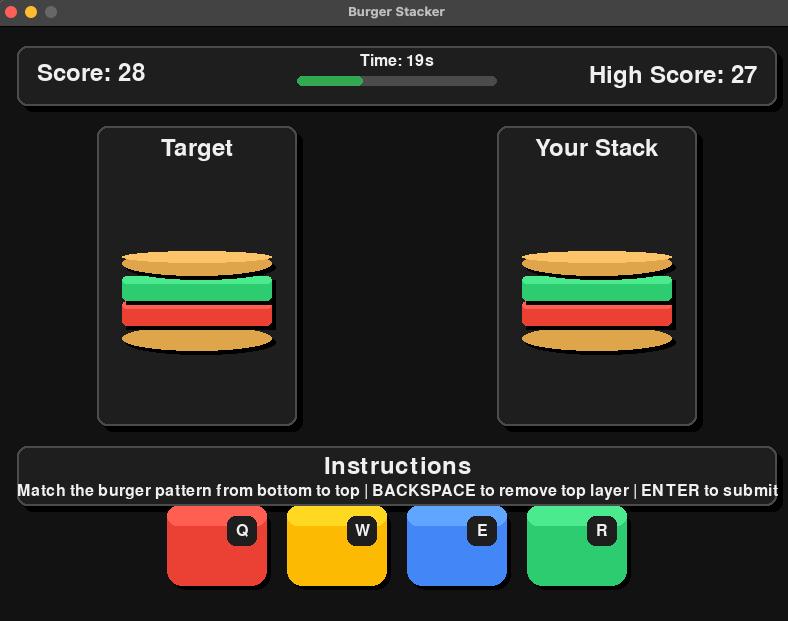 Burger Stacker
Score: 28
Time: 19s
High Score: 27
Target
Your Stack
Instructions
Match the burger pattern from bottom to top | BACKSPACE to remove top layer | ENTER to submit
Q
W
E
R